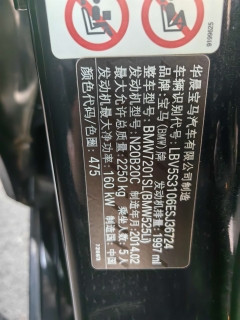 华晨宝马汽车有限公司制造
车辆识别代号: LBV5S3106ESJ36724
品牌: 宝马 (BMW) 牌 发动机排量: 1997 ml
整车型号: BMW7201SL(BMW525Li)
最大允许总质量: 2250 kg 乘坐人数: 5人
发动机型号: N20B20C 制造年月: 2014.02
发动机最大净功率: 160 kW 制造国: 中国
颜色代码/色圈: 475